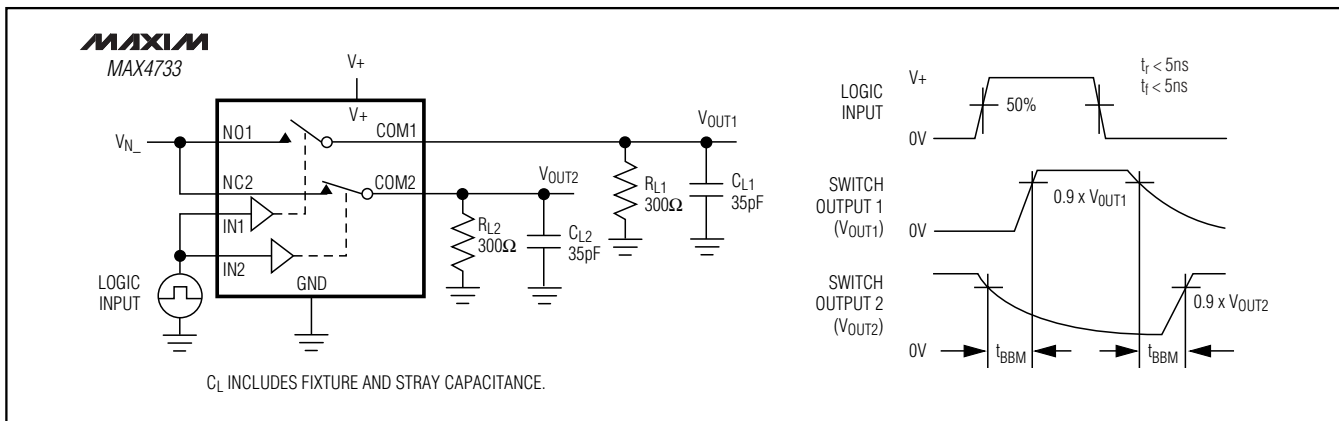 MAXIM
MAX4733
V+
V+
VN_
NO1
COM1
VOUT1
NC2
COM2
VOUT2
IN1
IN2
RL1
300Ω
CL1
35pF
RL2
300Ω
CL2
35pF
LOGIC
INPUT
GND
CL INCLUDES FIXTURE AND STRAY CAPACITANCE.
tr < 5ns
tf < 5ns
LOGIC
INPUT
V+
50%
0V
SWITCH
OUTPUT 1
(VOUT1)
0.9 x VOUT1
0V
SWITCH
OUTPUT 2
(VOUT2)
0.9 x VOUT2
0V
tBBM
tBBM